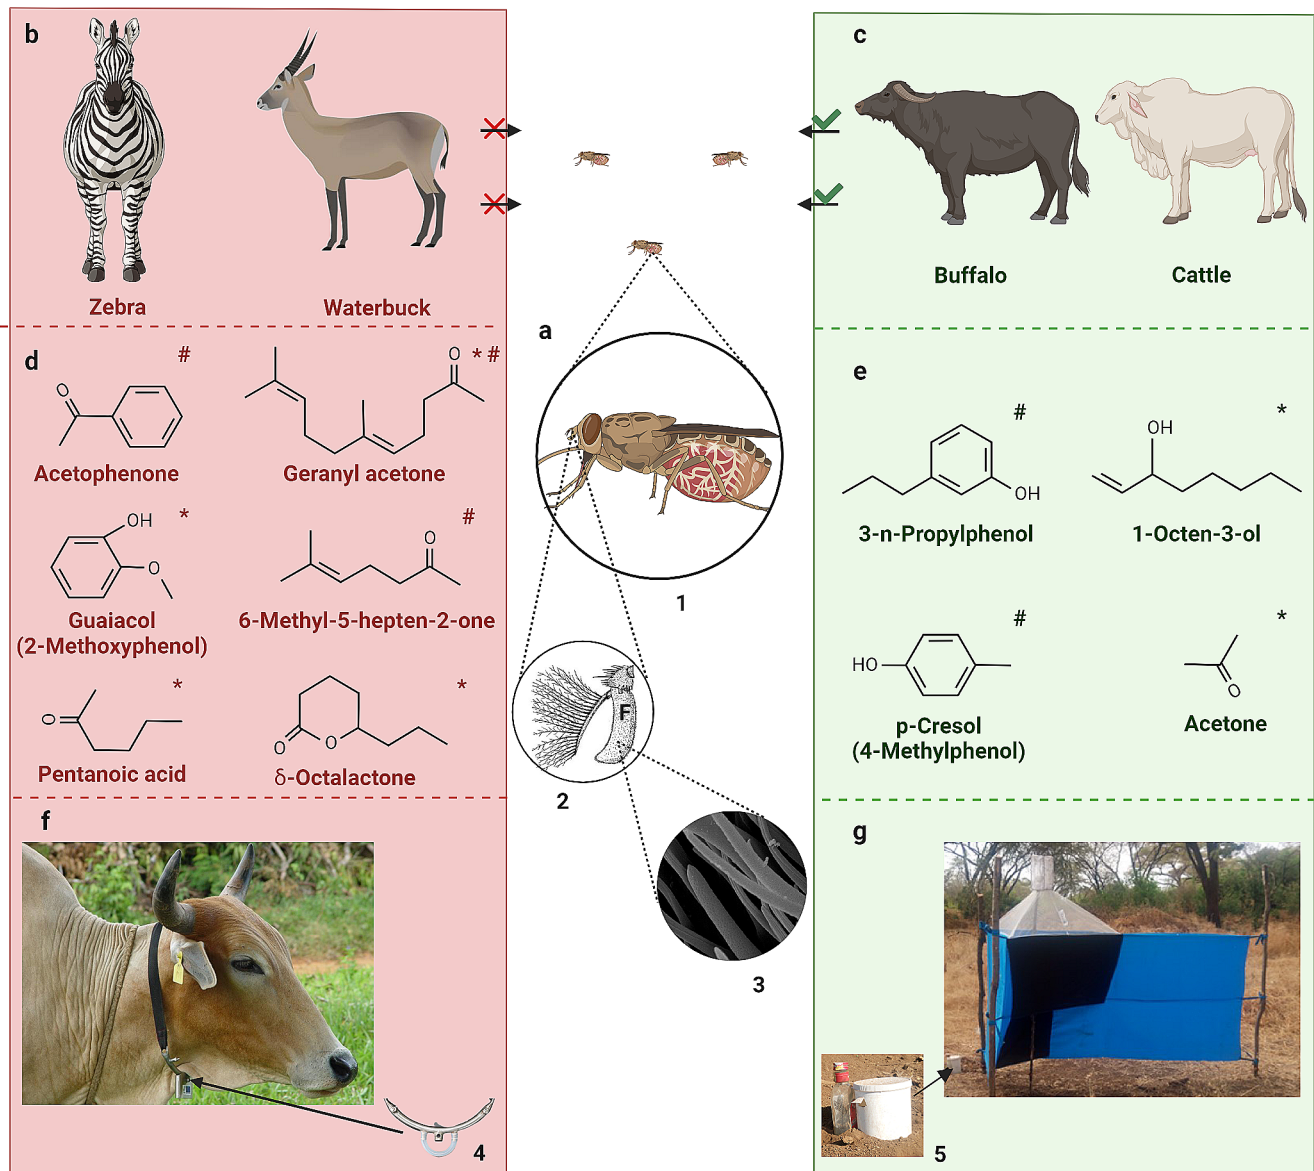 b
Zebra
Waterbuck
c
Buffalo
Cattle
a
1
F
2
3
d
#
O
Acetophenone
O
* #
Geranyl acetone
*
OH
O
Guaiacol
(2-Methoxyphenol)
#
O
6-Methyl-5-hepten-2-one
*
O
Pentanoic acid
*
O
O
δ-Octalactone
e
#
OH
3-n-Propylphenol
*
OH
1-Octen-3-ol
#
HO
p-Cresol
(4-Methylphenol)
*
O
Acetone
f
4
g
5